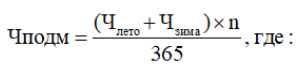 Чподм = (Члето + Чзима) × n / 365 , где :